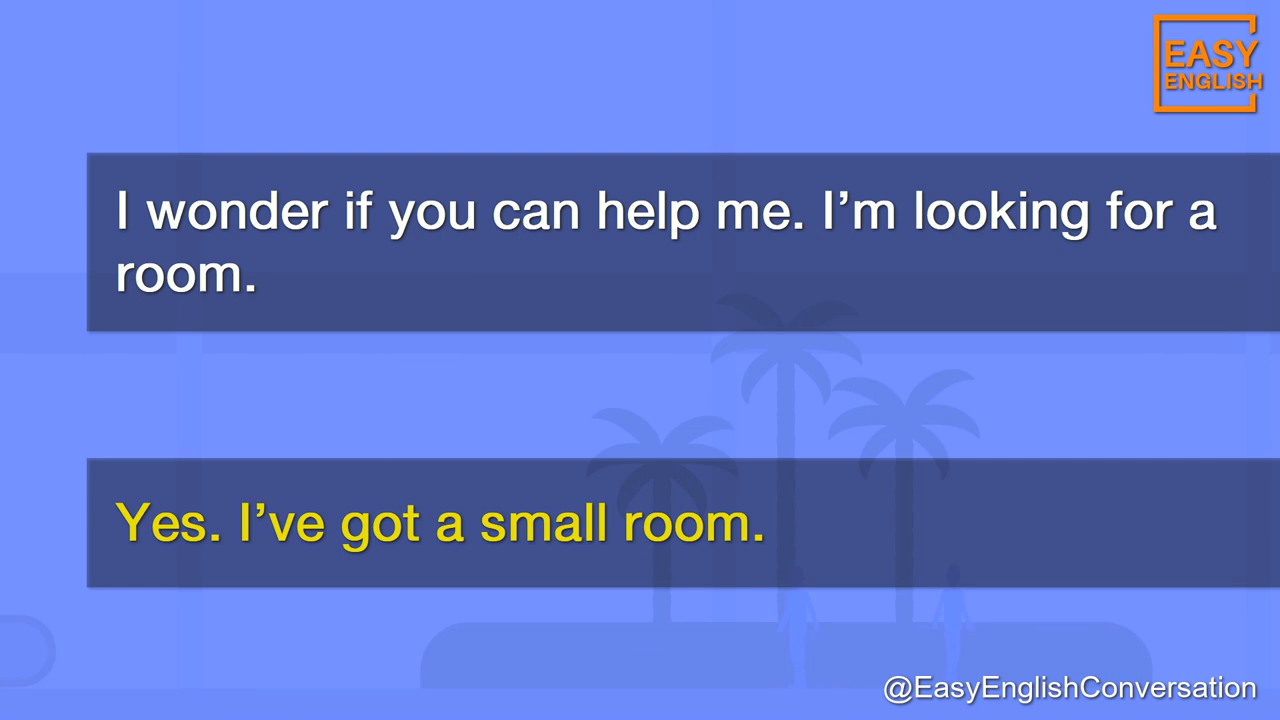 EASY
ENGLISH
I wonder if you can help me. I’m looking for a
room.
Yes. I’ve got a small room.
@EasyEnglishConversation